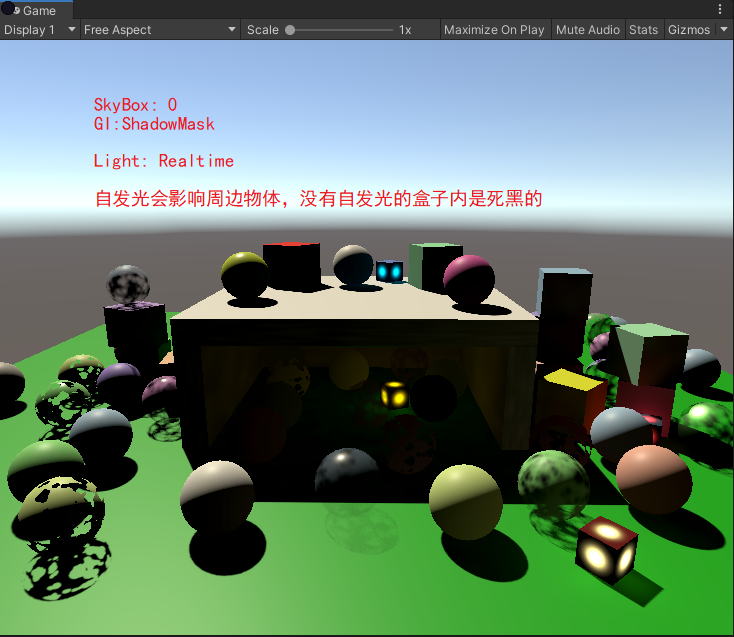 Game
Display 1 Free Aspect Scale 1x Maximize On Play Mute Audio Stats Gizmos
SkyBox: 0
GI:ShadowMask
Light: Realtime
自发光会影响周边物体，没有自发光的盒子内是死黑的